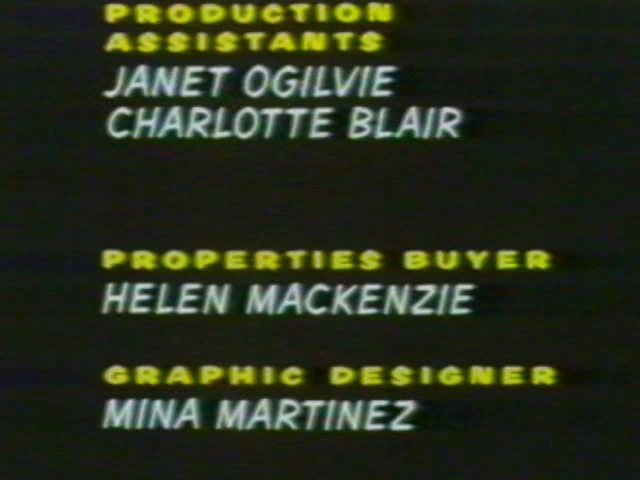 PRODUCTION
ASSISTANTS
JANET OGILVIE
CHARLOTTE BLAIR
PROPERTIES BUYER
HELEN MACKENZIE
GRAPHIC DESIGNER
MINA MARTINEZ